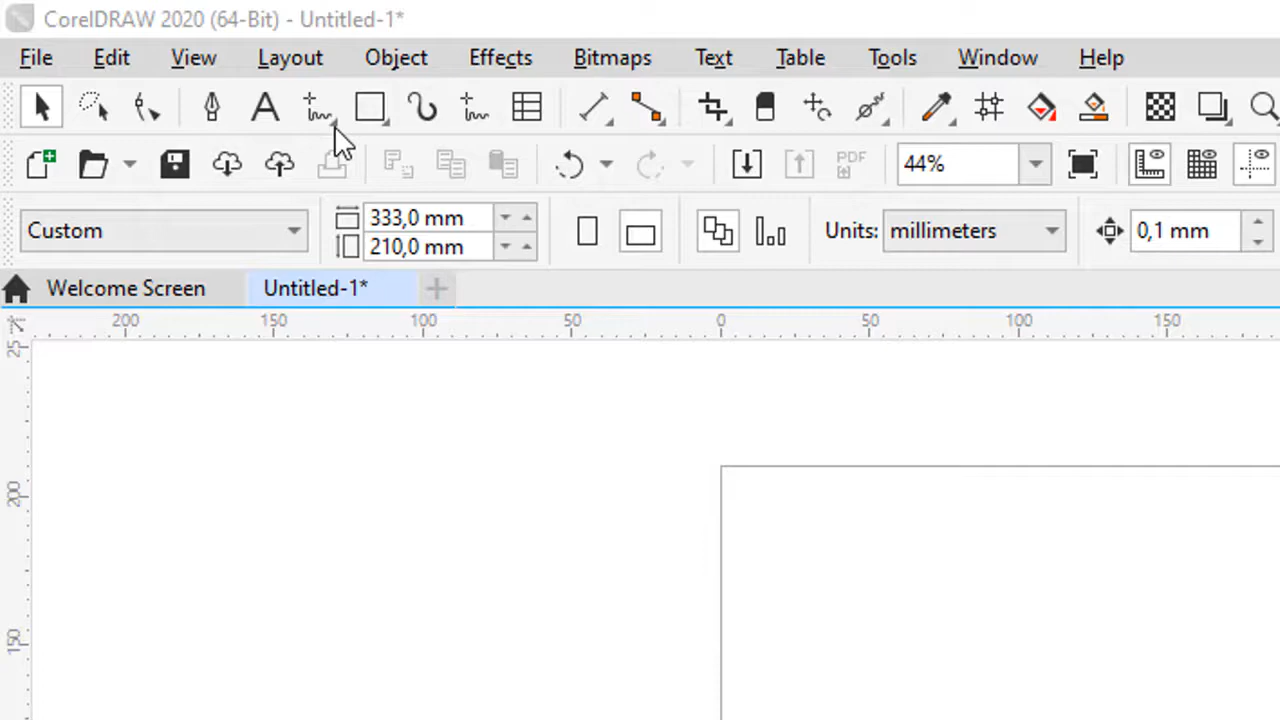 CorelDRAW 2020 (64-Bit) - Untitled-1*
File Edit View Layout Object Effects Bitmaps Text Table Tools Window Help
PDF 44%
Custom 333,0 mm Units: millimeters 0,1 mm
210,0 mm
Welcome Screen Untitled-1*
200 150 100 50 0 50 100 150
25
200
150